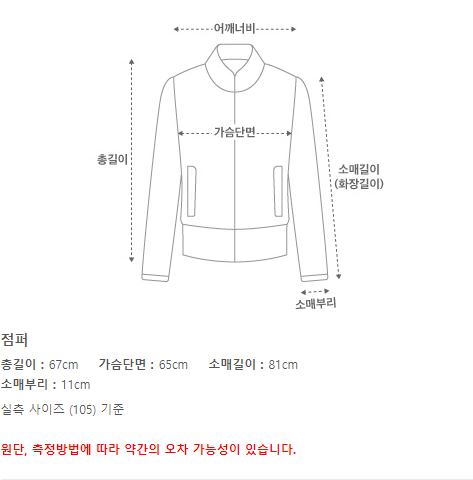 어깨너비
가슴단면
총길이
소매길이
(화장길이)
소매부리
점퍼
총길이 : 67cm 가슴단면 : 65cm 소매길이 : 81cm
소매부리 : 11cm
실측 사이즈 (105) 기준
원단, 측정방법에 따라 약간의 오차 가능성이 있습니다.